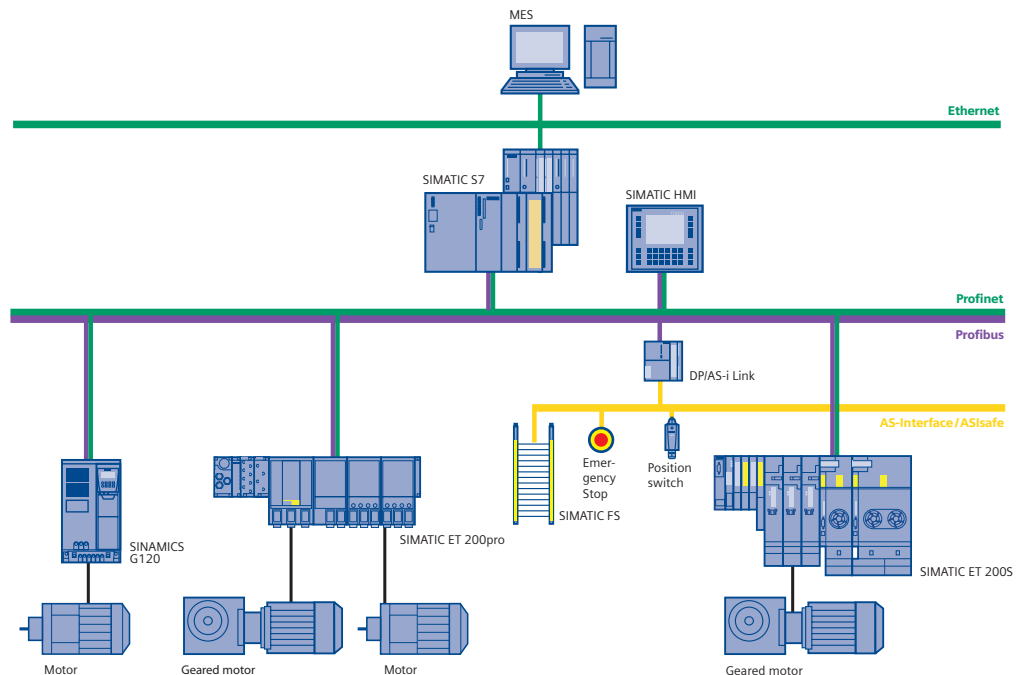 MES
Ethernet
SIMATIC S7
SIMATIC HMI
Profinet
Profibus
DP/AS-i Link
AS-Interface/ASIsafe
Emer-
gency
Stop
Position
switch
SIMATIC FS
SINAMICS
G120
SIMATIC ET 200pro
SIMATIC ET 200S
Motor
Geared motor
Motor
Geared motor